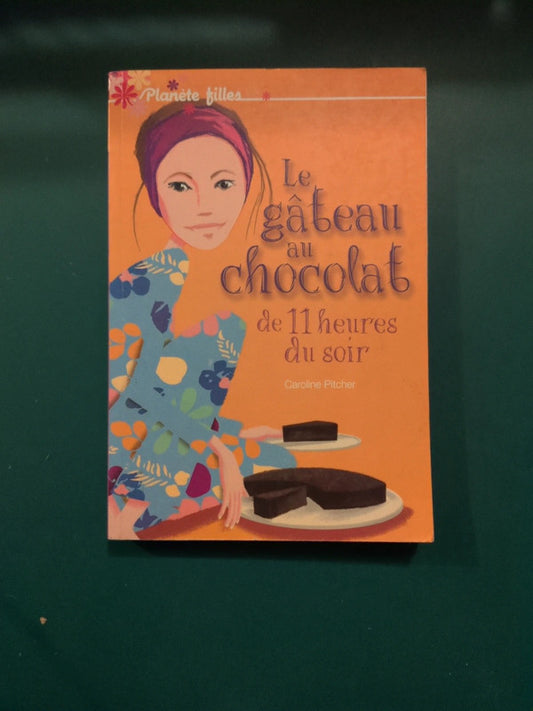 Planète filles
Le
gâteau
au
chocolat
de 11 heures
du soir
Caroline Pitcher